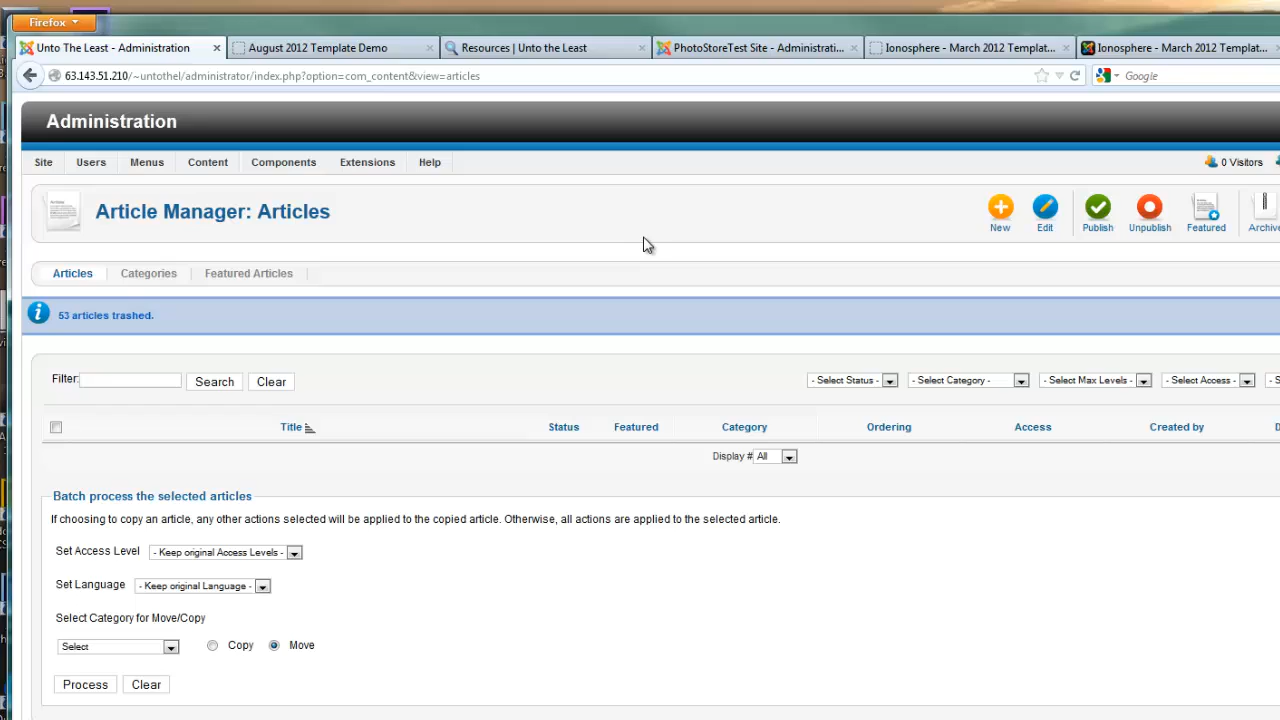 Firefox
Unto The Least - Administration
August 2012 Template Demo
Resources | Unto the Least
PhotoStoreTest Site - Administrati...
Ionosphere - March 2012 Templat...
Ionosphere - March 2012 Templat...
63.143.51.210/~untothel/administrator/index.php?option=com_content&view=articles
Google
Administration
Site Users Menus Content Components Extensions Help
0 Visitors
Article Manager: Articles
New Edit Publish Unpublish Featured Archive
Articles Categories Featured Articles
53 articles trashed.
Filter: Search Clear
- Select Status - - Select Category - - Select Max Levels - - Select Access - - S
Title Status Featured Category Ordering Access Created by D
Display # All
Batch process the selected articles
If choosing to copy an article, any other actions selected will be applied to the copied article. Otherwise, all actions are applied to the selected article.
Set Access Level - Keep original Access Levels -
Set Language - Keep original Language -
Select Category for Move/Copy
Select Copy Move
Process Clear